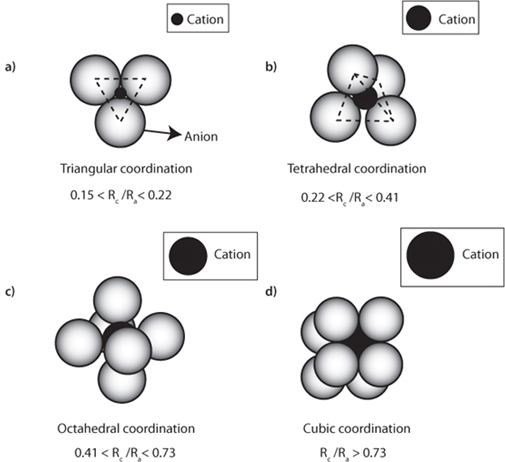 Cation
Cation
a)
b)
Anion
Triangular coordination
Tetrahedral coordination
0.15 < Rc /Ra< 0.22
0.22 <Rc /Ra < 0.41
Cation
Cation
c)
d)
Octahedral coordination
Cubic coordination
0.41 < Rc /Ra< 0.73
Rc /Ra > 0.73